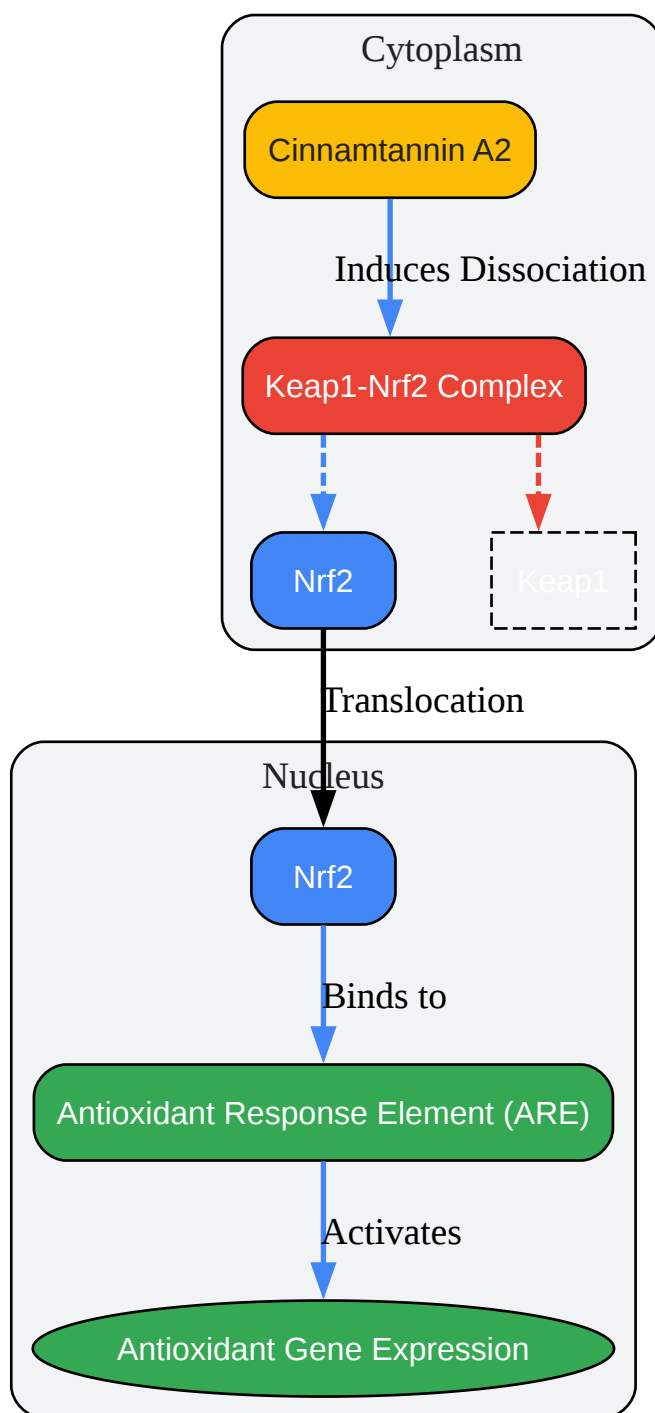 Cytoplasm
Cinnamtannin A2
Induces Dissociation
Keap1-Nrf2 Complex
Nrf2
Keap1
Translocation
Nucleus
Nrf2
Binds to
Antioxidant Response Element (ARE)
Activates
Antioxidant Gene Expression